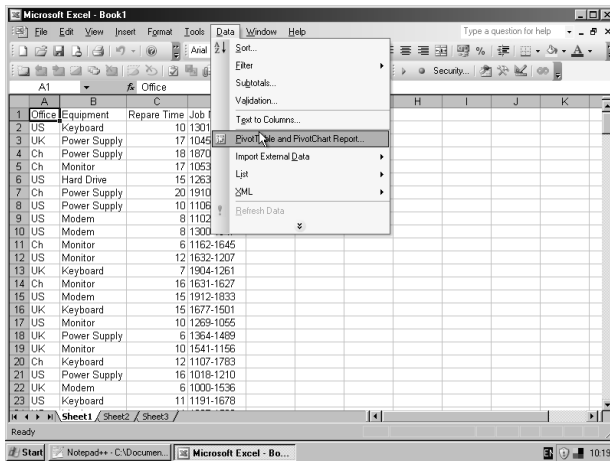 Microsoft Excel - Book1
File Edit View Insert Format Tools Data Window Help Type a question for help
Arial
Security...
A1 fx Office
Sort...
Filter
Subtotals...
Validation...
Text to Columns...
PivotTable and PivotChart Report...
Import External Data
List
XML
Refresh Data
A B C H I J K
1 Office Equipment Repare Time Job
2 US Keyboard 10 1301
3 UK Power Supply 17 1045
4 Ch Power Supply 18 1870
5 Ch Monitor 17 1053
6 US Hard Drive 15 1263
7 Ch Power Supply 20 1910
8 US Power Supply 10 1106
9 US Modem 8 1102
10 US Modem 8 1300
11 Ch Monitor 6 1162-1645
12 US Monitor 12 1632-1207
13 UK Keyboard 7 1904-1261
14 Ch Monitor 16 1631-1627
15 US Modem 15 1912-1833
16 UK Keyboard 15 1677-1501
17 US Monitor 10 1269-1055
18 UK Power Supply 6 1364-1489
19 UK Monitor 10 1541-1156
20 Ch Keyboard 12 1107-1783
21 US Power Supply 16 1018-1210
22 UK Modem 6 1000-1536
23 US Keyboard 11 1191-1678
Sheet1 Sheet2 Sheet3
Ready
Start Notepad++ - C:\Documen... Microsoft Excel - Bo... EN 10:19